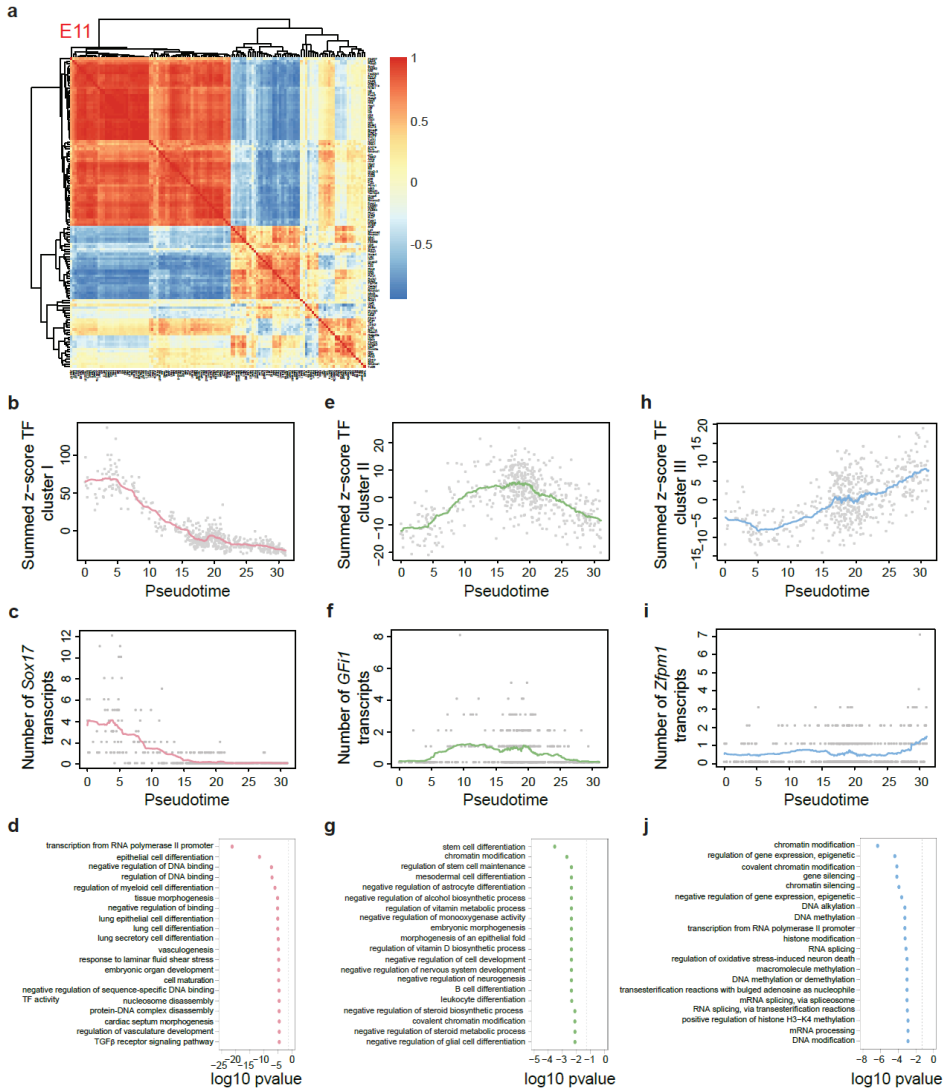 a
E11
1
0.5
0
-0.5
b
Summed z−score TF
cluster I
100
50
0
0 5 10 15 20 25 30
Pseudotime
e
Summed z−score TF
cluster II
20
10
0
−10
−20
0 5 10 15 20 25 30
Pseudotime
h
Summed z−score TF
cluster III
20
15
10
5
0
−5
−10
−15
0 5 10 15 20 25 30
Pseudotime
c
Number of Sox17
transcripts
12
10
8
6
4
2
0
0 5 10 15 20 25 30
Pseudotime
f
Number of GFi1
transcripts
8
6
4
2
0
0 5 10 15 20 25 30
Pseudotime
i
Number of Zfpm1
transcripts
7
6
5
4
3
2
1
0
0 5 10 15 20 25 30
Pseudotime
d
transcription from RNA polymerase II promoter
epithelial cell differentiation
negative regulation of DNA binding
regulation of DNA binding
regulation of myeloid cell differentiation
tissue morphogenesis
negative regulation of binding
lung epithelial cell differentiation
lung cell differentiation
lung secretory cell differentiation
vasculogenesis
response to laminar fluid shear stress
embryonic organ development
cell maturation
negative regulation of sequence-specific DNA binding
TF activity
nucleosome disassembly
protein-DNA complex disassembly
cardiac septum morphogenesis
regulation of vasculature development
TGFβ receptor signaling pathway
−25 −20 −15 −10 −5 0
log10 pvalue
g
stem cell differentiation
chromatin modification
regulation of stem cell maintenance
mesodermal cell differentiation
negative regulation of astrocyte differentiation
negative regulation of alcohol biosynthetic process
regulation of vitamin metabolic process
negative regulation of monooxygenase activity
embryonic morphogenesis
morphogenesis of an epithelial fold
regulation of vitamin D biosynthetic process
negative regulation of cell development
negative regulation of nervous system development
negative regulation of neurogenesis
B cell differentiation
leukocyte differentiation
negative regulation of steroid biosynthetic process
covalent chromatin modification
negative regulation of steroid metabolic process
negative regulation of glial cell differentiation
−5 −4 −3 −2 −1 0
log10 pvalue
j
chromatin modification
regulation of gene expression, epigenetic
covalent chromatin modification
gene silencing
chromatin silencing
negative regulation of gene expression, epigenetic
DNA alkylation
DNA methylation
transcription from RNA polymerase II promoter
histone modification
RNA splicing
regulation of oxidative stress-induced neuron death
macromolecule methylation
DNA methylation or demethylation
transesterification reactions with bulged adenosine as nucleophile
mRNA splicing, via spliceosome
RNA splicing, via transesterification reactions
positive regulation of histone H3−K4 methylation
mRNA processing
DNA modification
−8 −6 −4 −2 0
log10 pvalue